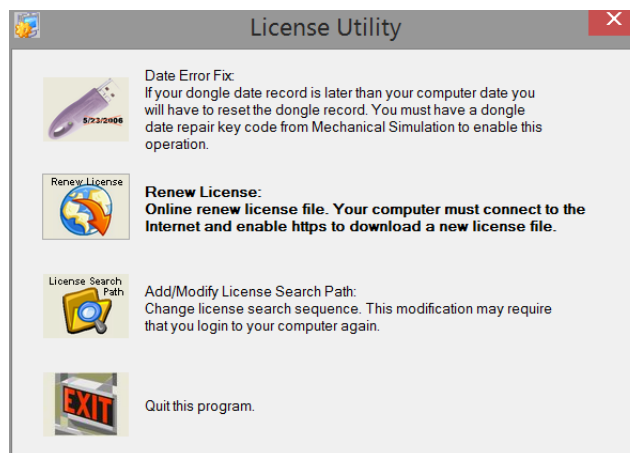 License Utility
Date Error Fix:
If your dongle date record is later than your computer date you
will have to reset the dongle record. You must have a dongle
date repair key code from Mechanical Simulation to enable this
operation.
5/23/2006
Renew License
Renew License:
Online renew license file. Your computer must connect to the
Internet and enable https to download a new license file.
License Search
Path
Add/Modify License Search Path:
Change license search sequence. This modification may require
that you login to your computer again.
EXIT
Quit this program.